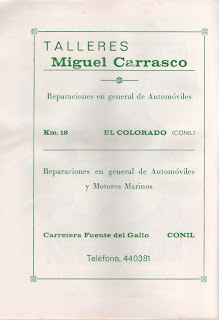 TALLERES
Miguel Carrasco
Reparaciones en general de Automóviles
Km. 18 EL COLORADO (CONIL)
Reparaciones en general de Automóviles
y Motores Marinos
Carretera Fuente del Gallo CONIL
Teléfono, 440381